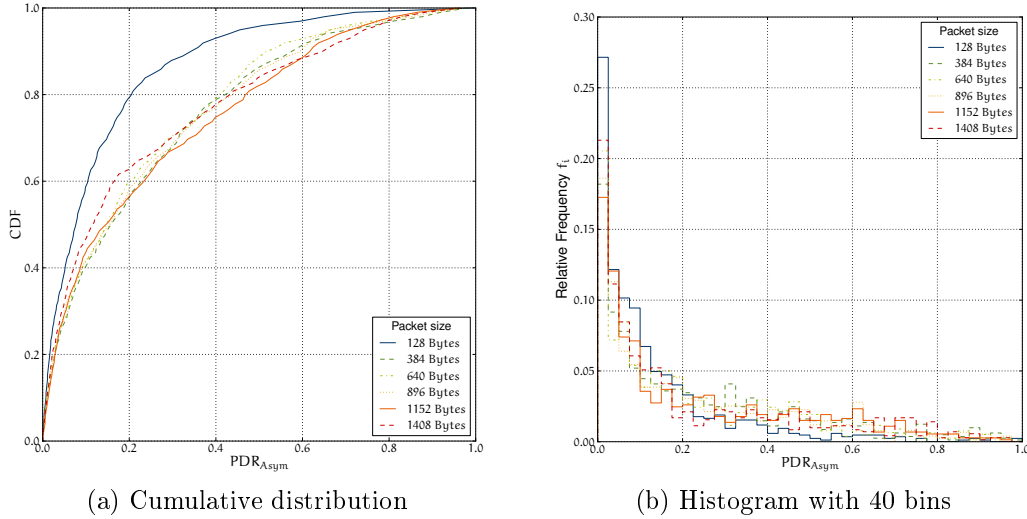 1.0
0.8
0.6
0.4
0.2
0.0
CDF
0.0 0.2 0.4 0.6 0.8 1.0
PDR_Asym
Packet size
128 Bytes
384 Bytes
640 Bytes
896 Bytes
1152 Bytes
1408 Bytes
(a) Cumulative distribution
0.30
0.25
0.20
0.15
0.10
0.05
0.00
Relative Frequency f_i
0.0 0.2 0.4 0.6 0.8 1.0
PDR_Asym
Packet size
128 Bytes
384 Bytes
640 Bytes
896 Bytes
1152 Bytes
1408 Bytes
(b) Histogram with 40 bins